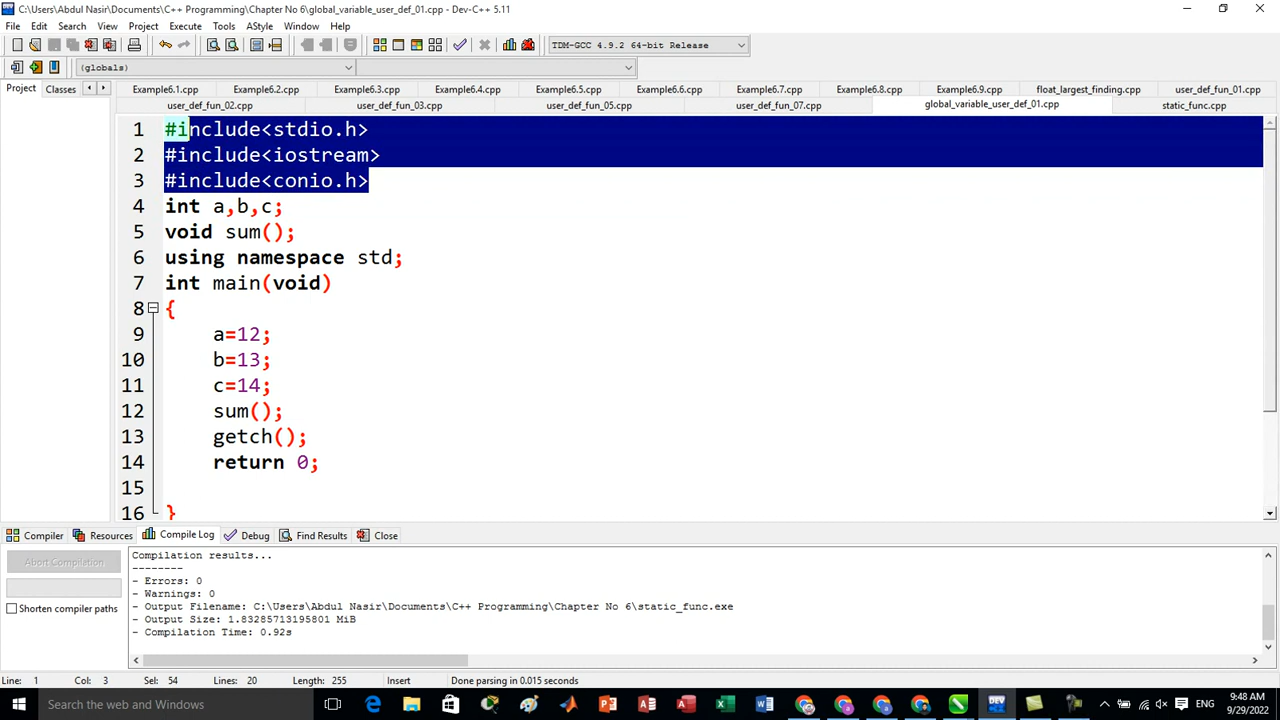 C:\Users\Abdul Nasir\Documents\C++ Programming\Chapter No 6\global_variable_user_def_01.cpp - Dev-C++ 5.11
File Edit Search View Project Execute Tools AStyle Window Help
TDM-GCC 4.9.2 64-bit Release
(globals)
Project Classes Example6.1.cpp Example6.2.cpp Example6.3.cpp Example6.4.cpp Example6.5.cpp Example6.6.cpp Example6.7.cpp Example6.8.cpp Example6.9.cpp float_largest_finding.cpp user_def_fun_01.cpp
user_def_fun_02.cpp user_def_fun_03.cpp user_def_fun_05.cpp user_def_fun_07.cpp global_variable_user_def_01.cpp static_func.cpp
1 #include<stdio.h>
2 #include<iostream>
3 #include<conio.h>
4 int a,b,c;
5 void sum();
6 using namespace std;
7 int main(void)
8 {
9 a=12;
10 b=13;
11 c=14;
12 sum();
13 getch();
14 return 0;
15
16 }
Compiler Resources Compile Log Debug Find Results Close
Compilation results...
--------
Abort Compilation
- Errors: 0
- Warnings: 0
Shorten compiler paths
- Output Filename: C:\Users\Abdul Nasir\Documents\C++ Programming\Chapter No 6\static_func.exe
- Output Size: 1.83285713195801 MiB
- Compilation Time: 0.92s
Line: 1 Col: 3 Sel: 54 Lines: 20 Length: 255 Insert Done parsing in 0.015 seconds
Search the web and Windows
ENG
9:48 AM
9/29/2022